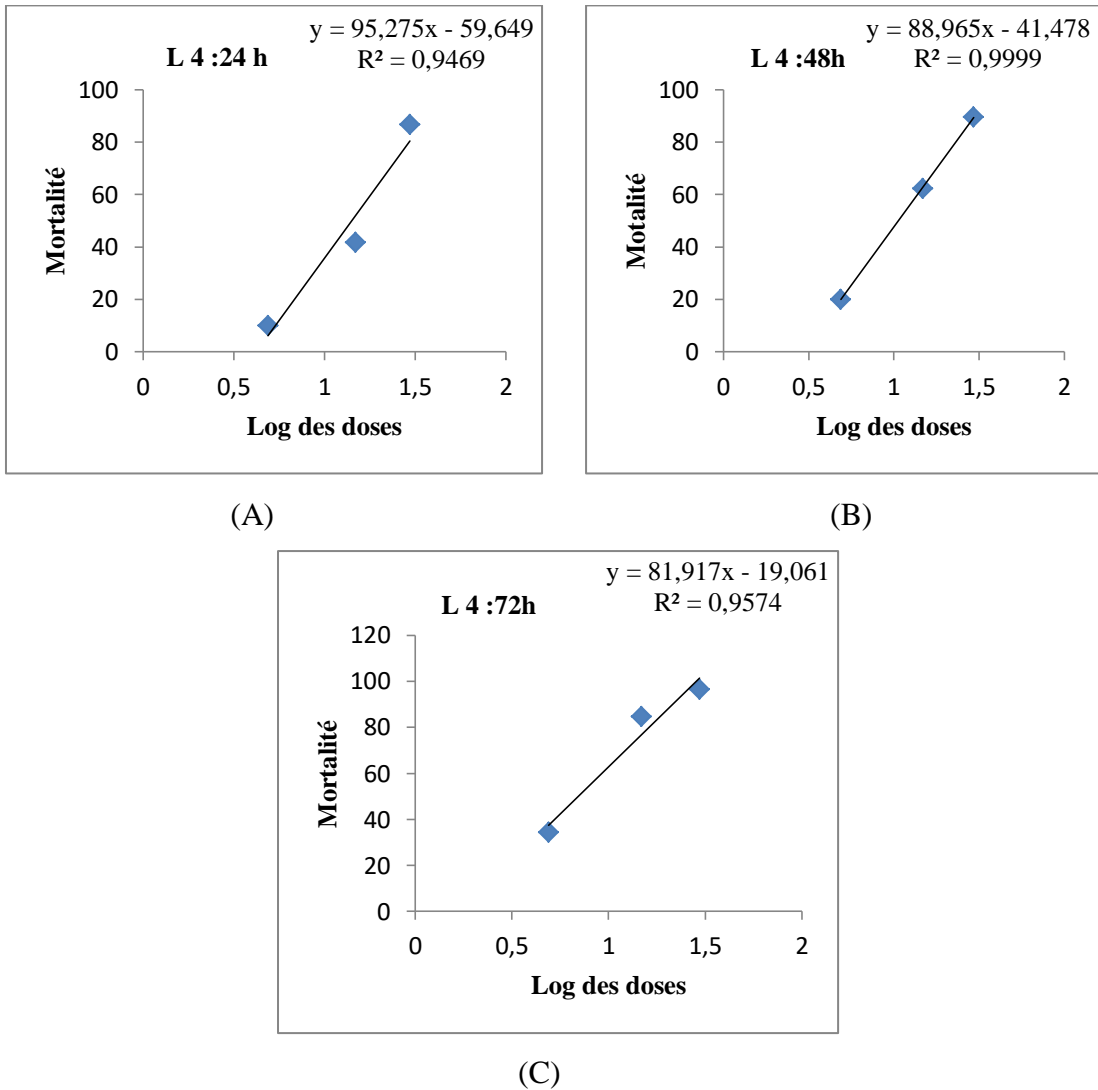 y = 95,275x - 59,649
R² = 0,9469
L 4 :24 h
100
80
60
40
20
0
Mortalité
0 0,5 1 1,5 2
Log des doses
(A)
y = 88,965x - 41,478
R² = 0,9999
L 4 :48h
100
80
60
40
20
0
Motalité
0 0,5 1 1,5 2
Log des doses
(B)
y = 81,917x - 19,061
R² = 0,9574
L 4 :72h
120
100
80
60
40
20
0
Mortalité
0 0,5 1 1,5 2
Log des doses
(C)